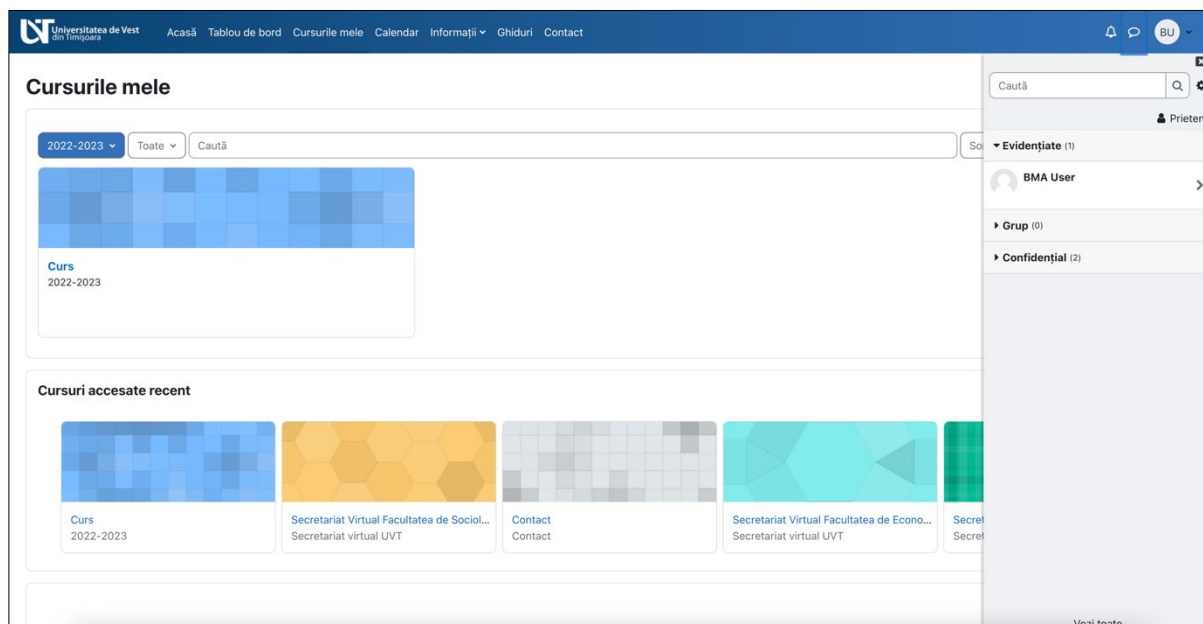 Universitatea de Vest
din Timișoara
Acasă Tablou de bord Cursurile mele Calendar Informații Ghiduri Contact
BU
Cursurile mele
2022-2023 Toate Caută
Curs
2022-2023
Cursuri accesate recent
Curs
2022-2023
Secretariat Virtual Facultatea de Sociol...
Secretariat virtual UVT
Contact
Contact
Secretariat Virtual Facultatea de Econo...
Secretariat virtual UVT
Caută
Evidențiate (1)
BMA User
Grup (0)
Confidențial (2)
Vezi toate